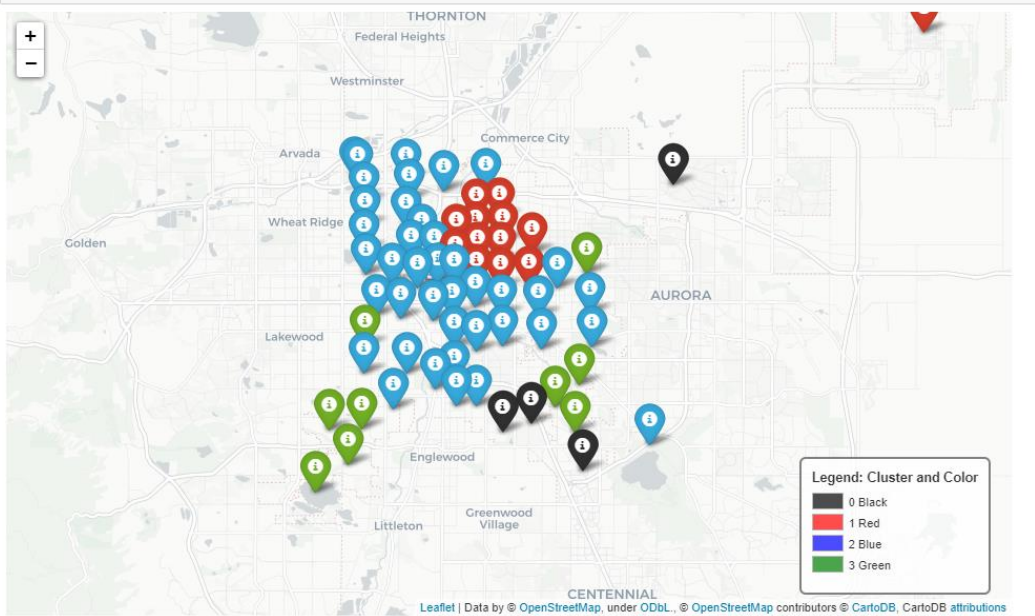 THORNTON
+
Federal Heights
−
Westminster
Commerce City
Arvada
Wheat Ridge
Golden
AURORA
Lakewood
Englewood
Legend: Cluster and Color
0 Black
1 Red
2 Blue
3 Green
Greenwood
Village
Littleton
CENTENNIAL
Leaflet | Data by © OpenStreetMap, under ODbL., © OpenStreetMap contributors © CartoDB, CartoDB attributions